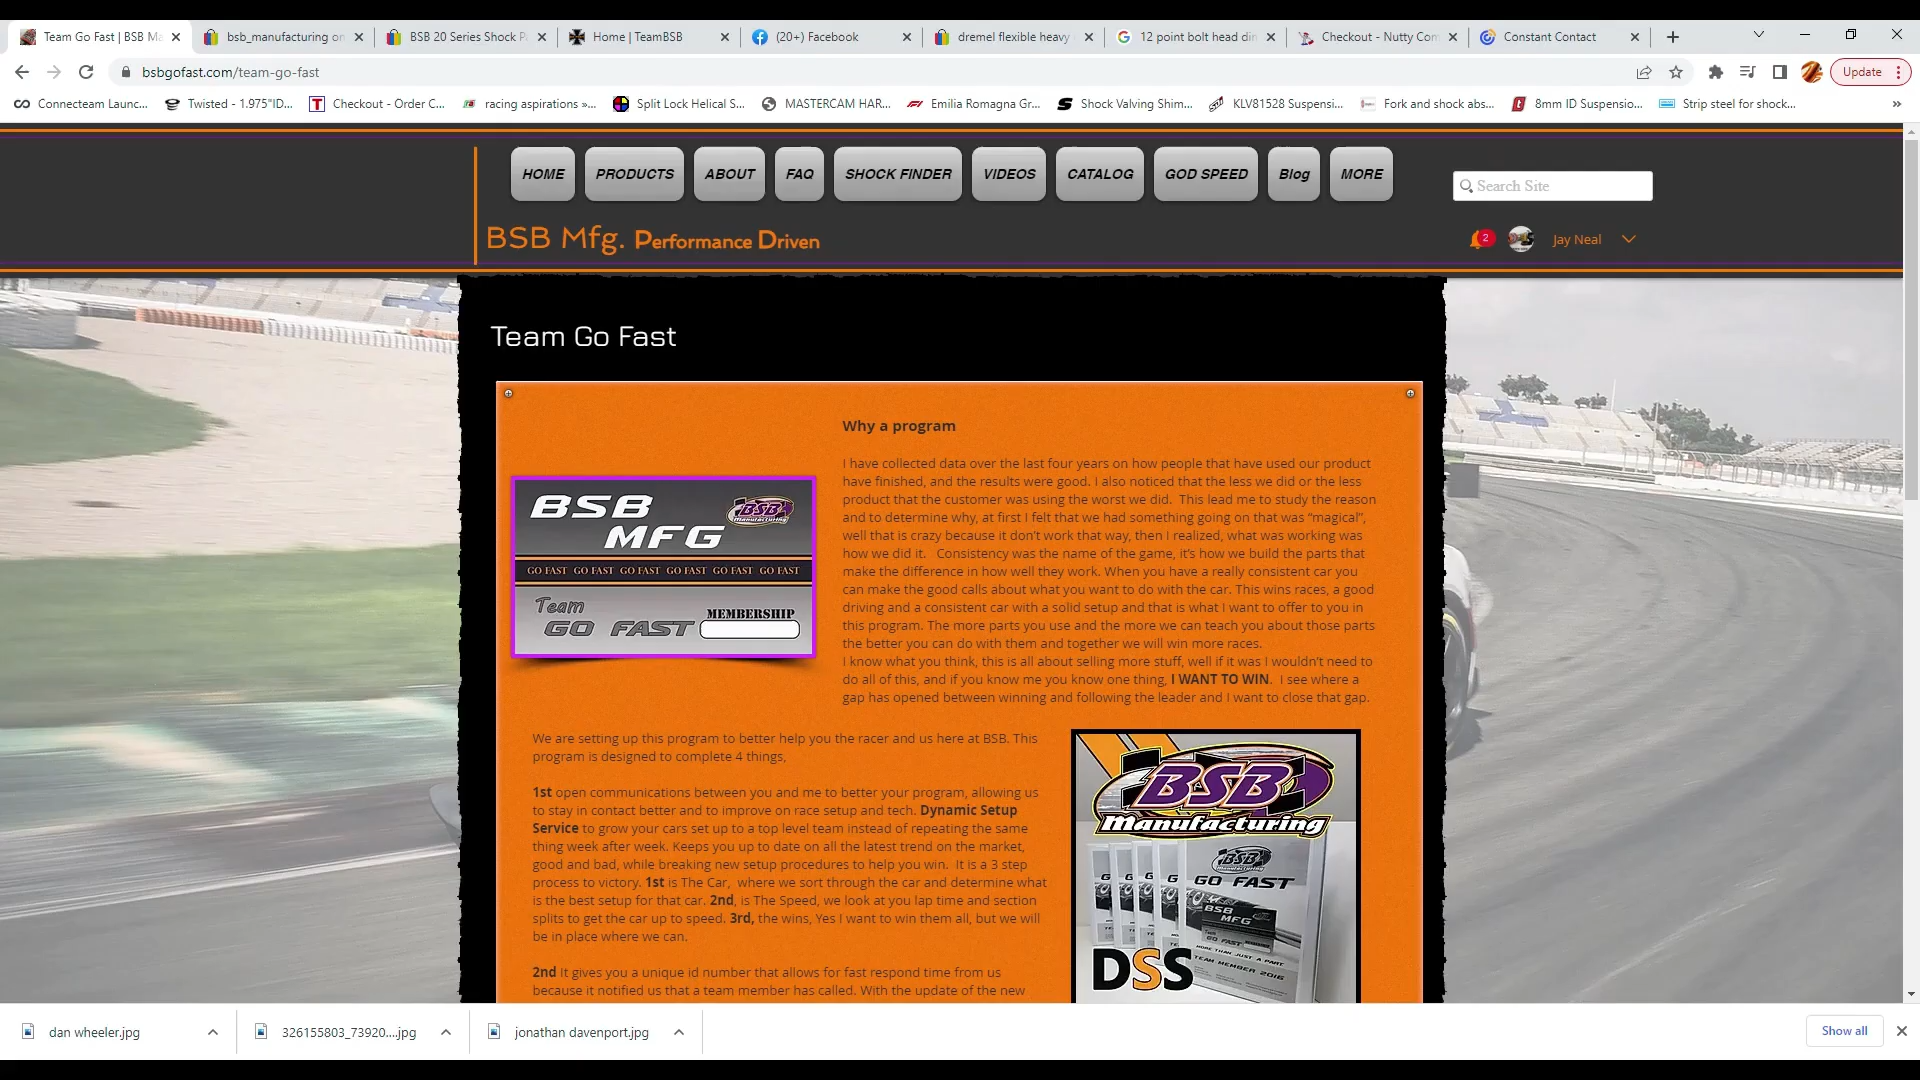 Team Go Fast | BSB Ma
bsb_manufacturing on
BSB 20 Series Shock P
Home | TeamBSB
(20+) Facebook
dremel flexible heavy
12 point bolt head dim
Checkout - Nutty Com
Constant Contact
bsbgofast.com/team-go-fast
Update
Connecteam Launc...
Twisted - 1.975"ID...
Checkout - Order C...
racing aspirations »...
Split Lock Helical S...
MASTERCAM HAR...
Emilia Romagna Gr...
Shock Valving Shim...
KLV81528 Suspensi...
Fork and shock abs...
8mm ID Suspensio...
Strip steel for shock...
»
HOME
PRODUCTS
ABOUT
FAQ
SHOCK FINDER
VIDEOS
CATALOG
GOD SPEED
Blog
MORE
Search Site
BSB Mfg. Performance Driven
2
Jay Neal
Team Go Fast
Why a program
I have collected data over the last four years on how people that have used our product
have finished, and the results were good. I also noticed that the less we did or the less
product that the customer was using the worst we did.  This lead me to study the reason
and to determine why, at first I felt that we had something going on that was “magical”,
well that is crazy because it don’t work that way, then I realized, what was working was
how we did it.   Consistency was the name of the game, it’s how we build the parts that
make the difference in how well they work. When you have a really consistent car you
can make the good calls about what you want to do with the car. This wins races, a good
driving and a consistent car with a solid setup and that is what I want to offer to you in
this program. The more parts you use and the more we can teach you about those parts
the better you can do with them and together we will win more races.
I know what you think, this is all about selling more stuff, well if it was I wouldn’t need to
do all of this, and if you know me you know one thing, I WANT TO WIN.  I see where a
gap has opened between winning and following the leader and I want to close that gap.
BSB
MFG
BSB
Manufacturing
GO FAST GO FAST GO FAST GO FAST GO FAST GO FAST
Team
GO FAST
MEMBERSHIP
We are setting up this program to better help you the racer and us here at BSB. This
program is designed to complete 4 things,
1st open communications between you and me to better your program, allowing us
to stay in contact better and to improve on race setup and tech. Dynamic Setup
Service to grow your cars set up to a top level team instead of repeating the same
thing week after week. Keeps you up to date on all the latest trend on the market,
good and bad, while breaking new setup procedures to help you win.  It is a 3 step
process to victory. 1st is The Car,  where we sort through the car and determine what
is the best setup for that car. 2nd, is The Speed, we look at you lap time and section
splits to get the car up to speed. 3rd, the wins, Yes I want to win them all, but we will
be in place where we can.
2nd It gives you a unique id number that allows for fast respond time from us
because it notified us that a team member has called. With the update of the new
BSB
Manufacturing
BSB
GO FAST
BSB
MFG
Team
GO FAST
MORE THAN JUST A PART
TEAM MEMBER 2016
DSS
dan wheeler.jpg
326155803_73920....jpg
jonathan davenport.jpg
Show all